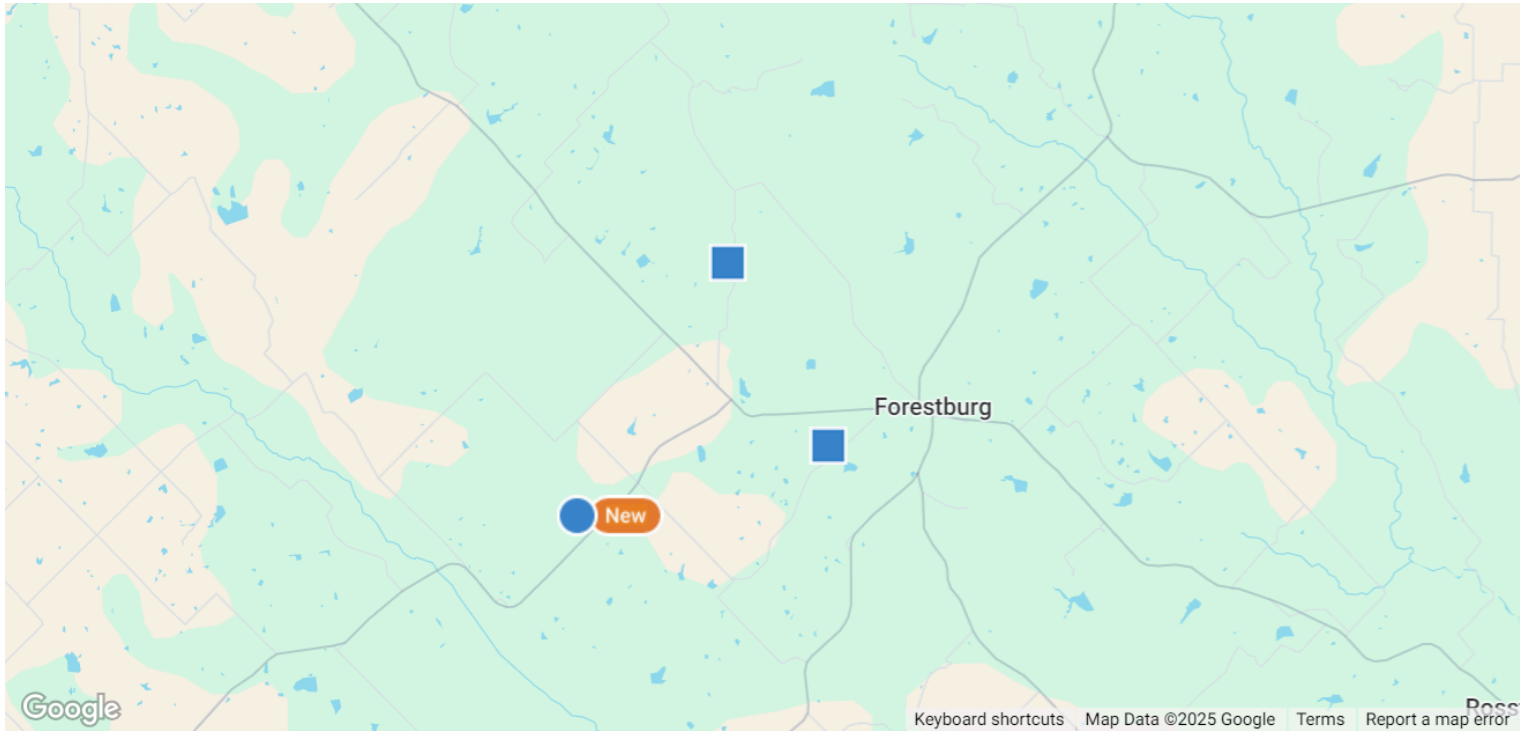 Forestburg
New
Google
Keyboard shortcuts
Map Data ©2025 Google
Terms
Report a map error